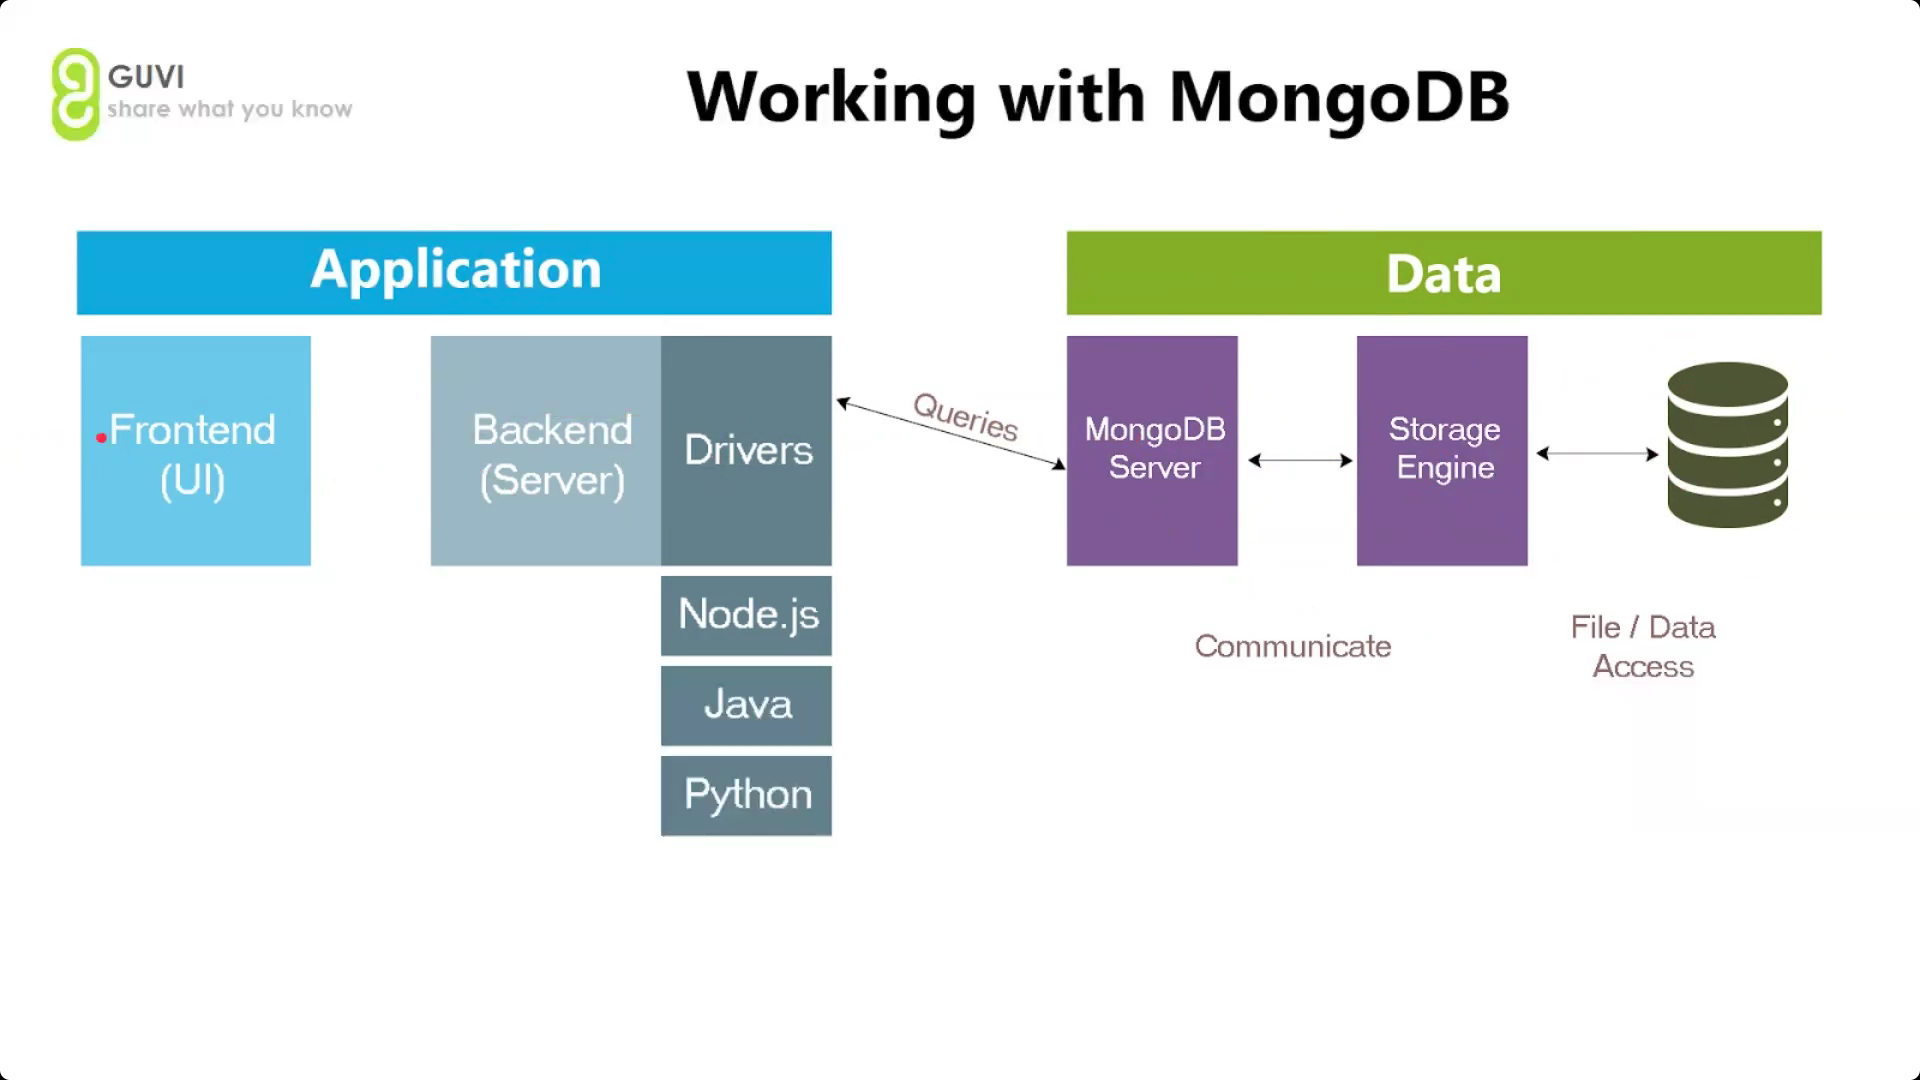 GUVI
share what you know
Working with MongoDB
Application
Data
Frontend
(UI)
Backend
(Server)
Drivers
Queries
MongoDB
Server
Storage
Engine
Node.js
Java
Python
Communicate
File / Data
Access